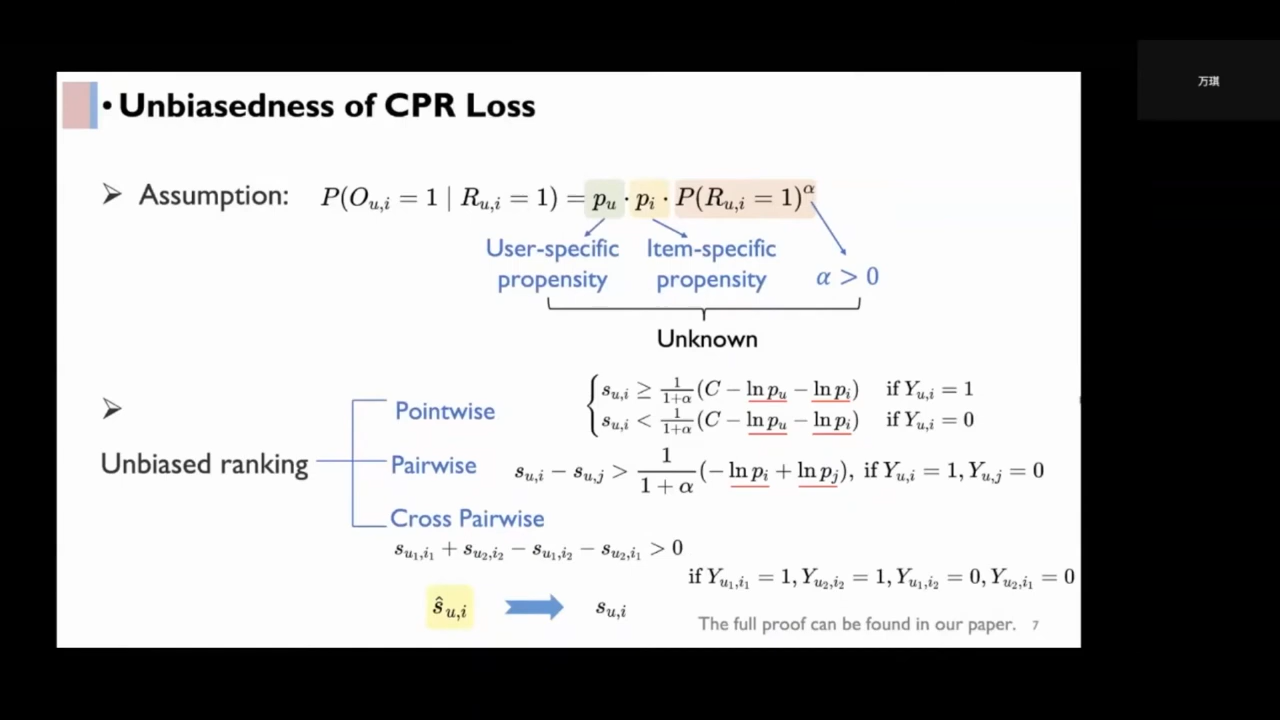 万琪
• Unbiasedness of CPR Loss
➢ Assumption: P(O_{u,i} = 1 | R_{u,i} = 1) = p_u · p_i · P(R_{u,i} = 1)^α
User-specific propensity
Item-specific propensity
α > 0
Unknown
➢ Unbiased ranking
Pointwise
s_{u,i} ≥ \frac{1}{1+α}(C − ln p_u − ln p_i) if Y_{u,i} = 1
s_{u,i} < \frac{1}{1+α}(C − ln p_u − ln p_i) if Y_{u,i} = 0
Pairwise
s_{u,i} − s_{u,j} > \frac{1}{1+α}(− ln p_i + ln p_j), if Y_{u,i} = 1, Y_{u,j} = 0
Cross Pairwise
s_{u_1,i_1} + s_{u_2,i_2} − s_{u_1,i_2} − s_{u_2,i_1} > 0
if Y_{u_1,i_1} = 1, Y_{u_2,i_2} = 1, Y_{u_1,i_2} = 0, Y_{u_2,i_1} = 0
ŝ_{u,i} s_{u,i}
The full proof can be found in our paper. 7